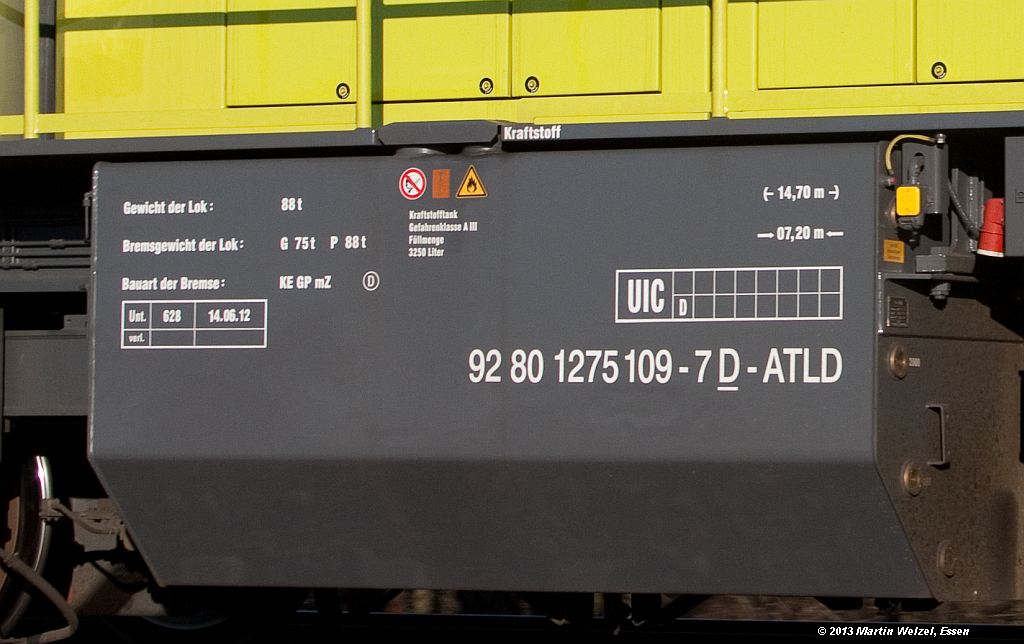 Kraftstoff
Gewicht der Lok: 88 t
Bremsgewicht der Lok: G 75 t P 88 t
Bauart der Bremse: KE GP mZ D
Unt. 628 14.06.12
verl.
Kraftstofftank
Gefahrenklasse A III
Füllmenge
3250 Liter
(← 14,70 m →)
→ 07,20 m ←
UIC D
92 80 1275 109 - 7 D - ATLD
© 2013 Martin Welzel, Essen